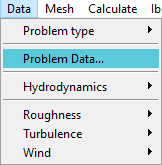 Data Mesh Calculate Ib
Problem type
Problem Data...
Hydrodynamics
Roughness
Turbulence
Wind